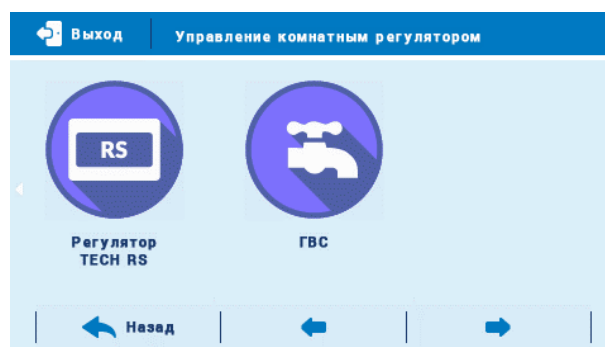 Выход
Управление комнатным регулятором
RS
Регулятор
TECH RS
ГВС
Назад